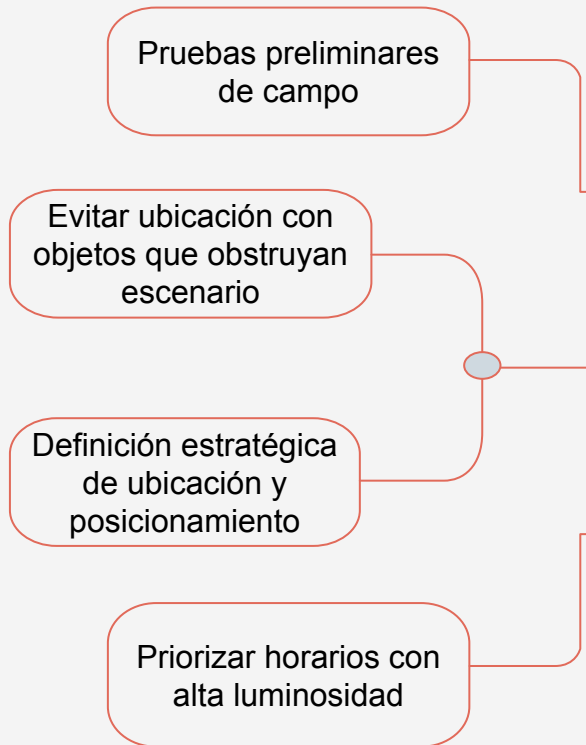 Pruebas preliminares
de campo
Evitar ubicación con
objetos que obstruyan
escenario
Definición estratégica
de ubicación y
posicionamiento
Priorizar horarios con
alta luminosidad